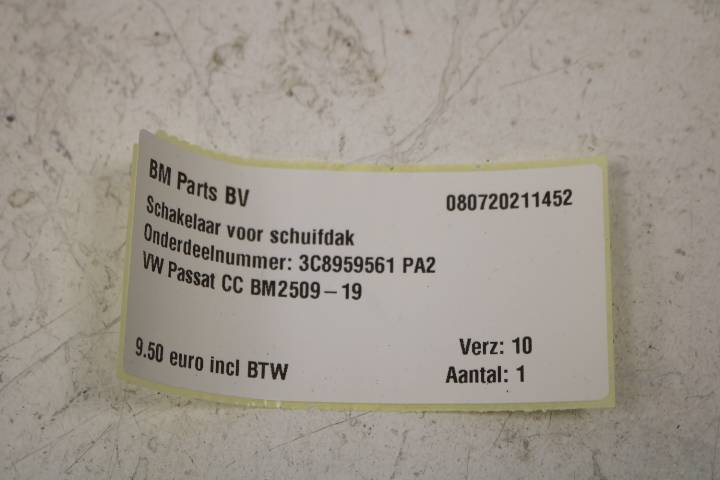 BM Parts BV 080720211452
Schakelaar voor schuifdak
Onderdeelnummer: 3C8959561 PA2
VW Passat CC BM2509-19
9.50 euro incl BTW
Verz: 10
Aantal: 1